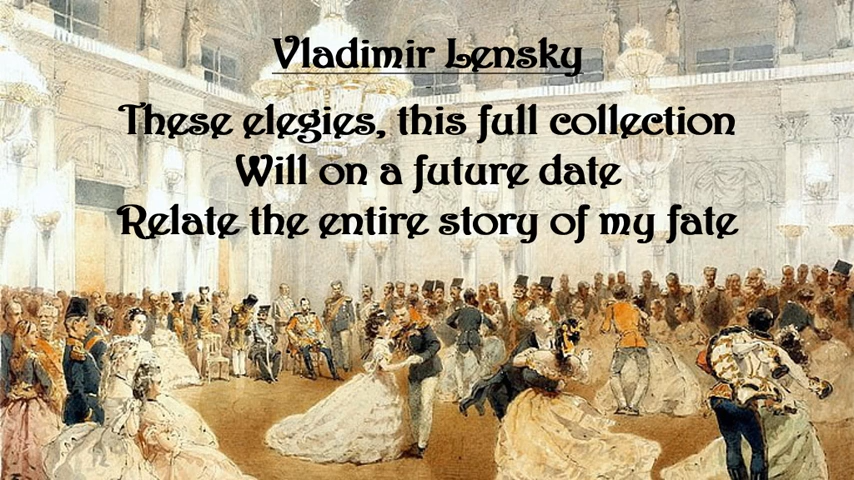 Vladimir Lensky
These elegies, this full collection
Will on a future date
Relate the entire story of my fate